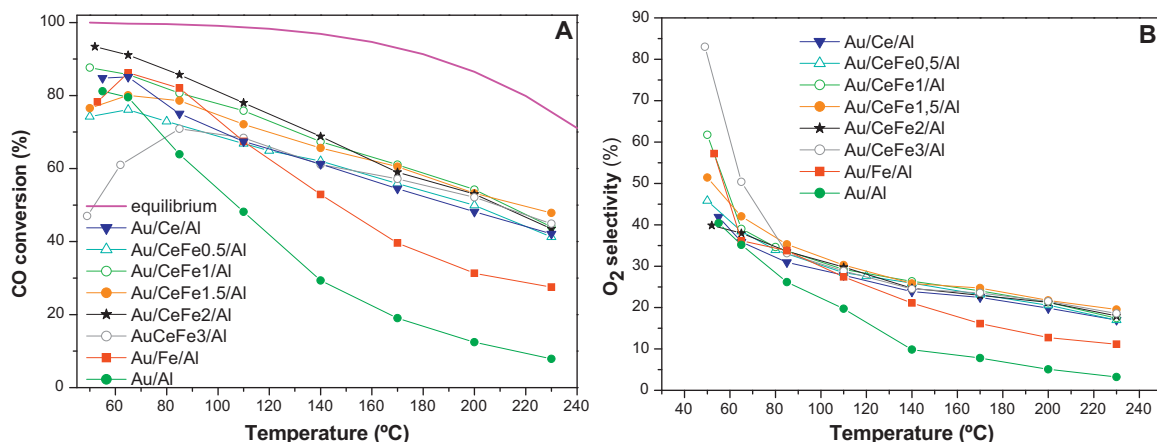 A
CO conversion (%)
100
80
60
40
20
0
equilibrium
Au/Ce/Al
Au/CeFe0.5/Al
Au/CeFe1/Al
Au/CeFe1.5/Al
Au/CeFe2/Al
AuCeFe3/Al
Au/Fe/Al
Au/Al
60 80 100 120 140 160 180 200 220 240
Temperature (ºC)
B
O2 selectivity (%)
90
80
70
60
50
40
30
20
10
0
Au/Ce/Al
Au/CeFe0,5/Al
Au/CeFe1/Al
Au/CeFe1,5/Al
Au/CeFe2/Al
Au/CeFe3/Al
Au/Fe/Al
Au/Al
40 60 80 100 120 140 160 180 200 220 240
Temperature (ºC)